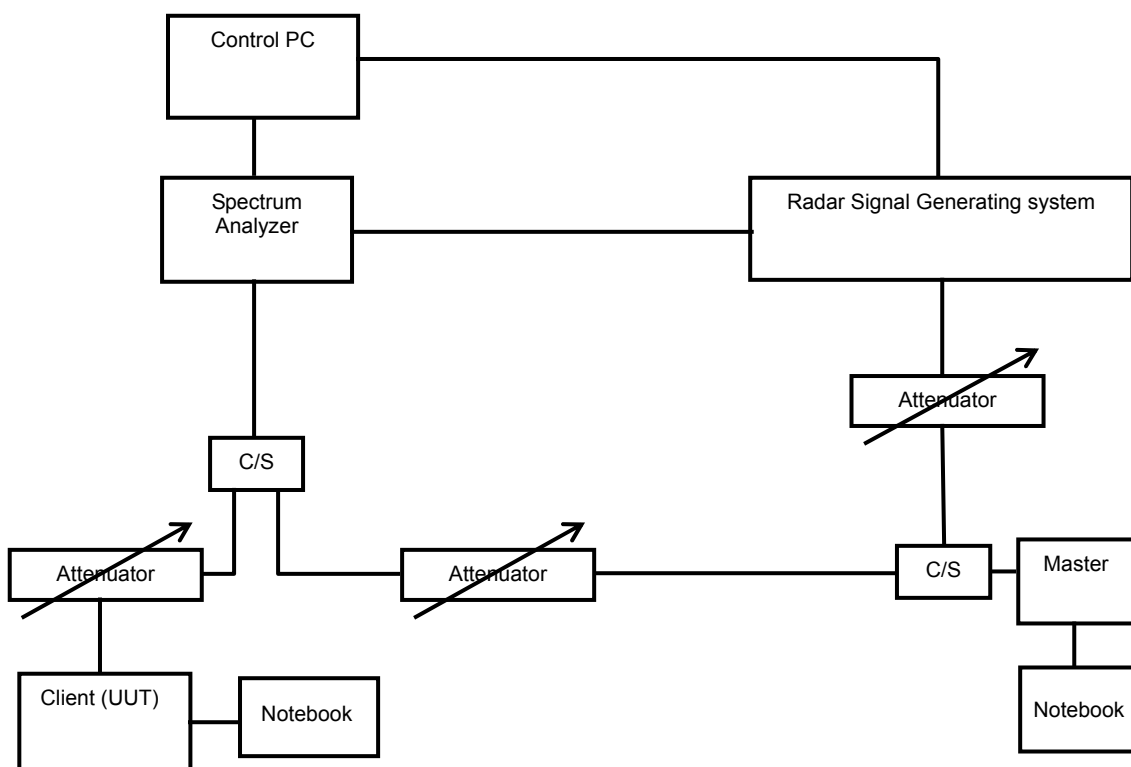 Control PC
Spectrum
Analyzer
Radar Signal Generating system
Attenuator
C/S
Attenuator
Attenuator
C/S
Master
Client (UUT)
Notebook
Notebook